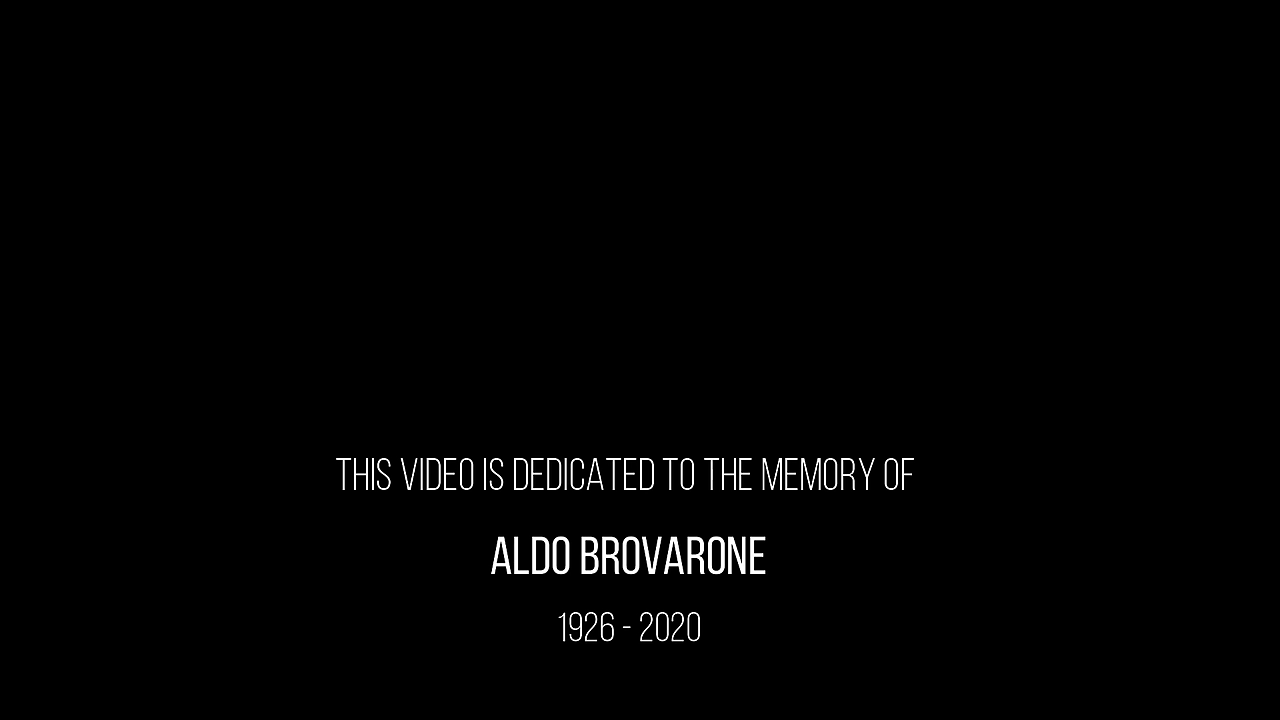 THIS VIDEO IS DEDICATED TO THE MEMORY OF
ALDO BROVARONE
1926 - 2020